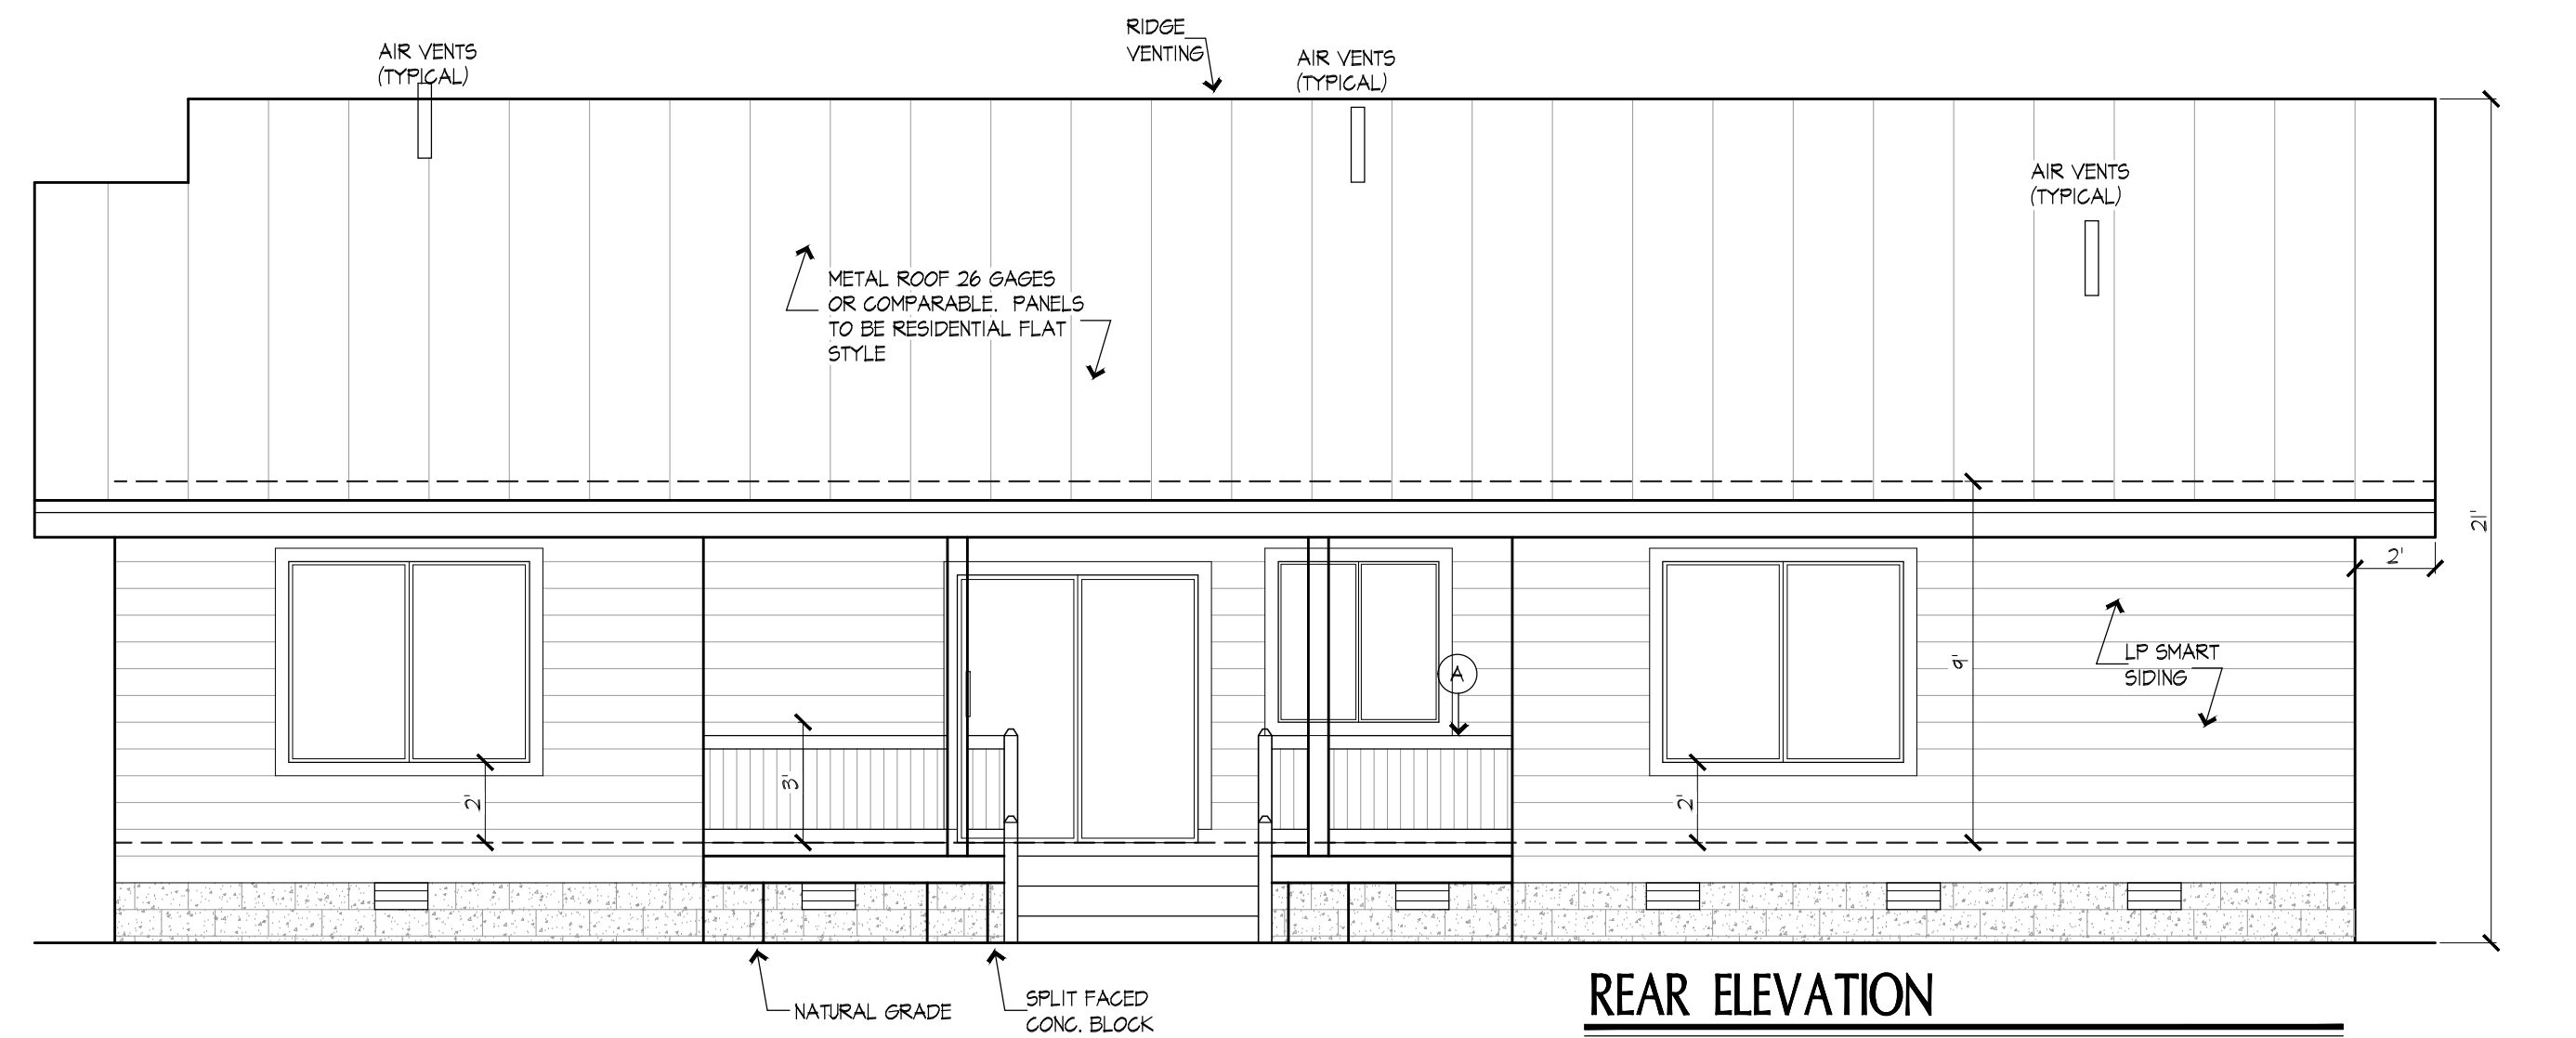 RIDGE
VENTING
AIR VENTS
(TYPICAL)
AIR VENTS
(TYPICAL)
AIR VENTS
(TYPICAL)
METAL ROOF 26 GAGES
OR COMPARABLE. PANELS
TO BE RESIDENTIAL FLAT
STYLE
21'
2'
9'
LP SMART
SIDING
A
3'
2'
2'
NATURAL GRADE
SPLIT FACED
CONC. BLOCK
REAR ELEVATION